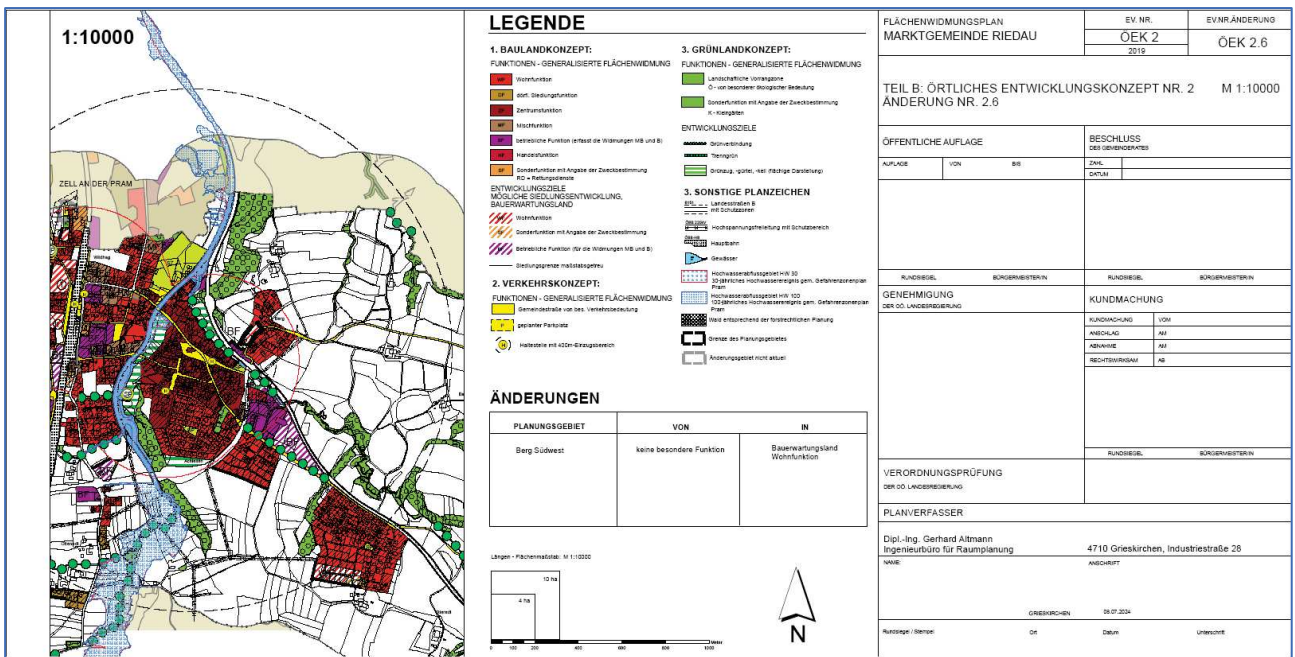 1:10000
ZELL AN DER PRAM
Wildhag
Berg
BF
LEGENDE
1. BAULANDKONZEPT:
FUNKTIONEN - GENERALISIERTE FLÄCHENWIDMUNG
Wohnfunktion
dörfl. Siedlungsfunktion
Zentrumsfunktion
Mischfunktion
betriebliche Funktion (erfasst die Widmungen MB und B)
Handelsfunktion
Sonderfunktion mit Angabe der Zweckbestimmung
RD = Rettungsdienste
ENTWICKLUNGSZIELE
MÖGLICHE SIEDLUNGSENTWICKLUNG,
BAUERWARTUNGSLAND
Wohnfunktion
Sonderfunktion mit Angabe der Zweckbestimmung
Betriebliche Funktion (für die Widmungen MB und B)
Siedlungsgrenze maßstabsgetreu
2. VERKEHRSKONZEPT:
FUNKTIONEN - GENERALISIERTE FLÄCHENWIDMUNG
Gemeindestraße von bes. Verkehrsbedeutung
P geplanter Parkplatz
H Haltestelle mit 400m-Einzugsbereich
3. GRÜNLANDKONZEPT:
FUNKTIONEN - GENERALISIERTE FLÄCHENWIDMUNG
Landschaftliche Vorrangzone
Ö - von besonderer ökologischer Bedeutung
Sonderfunktion mit Angabe der Zweckbestimmung
K - Kleingärten
ENTWICKLUNGSZIELE
Grünverbindung
Trenngrün
Grünzug, -gürtel, -keil (flächige Darstellung)
3. SONSTIGE PLANZEICHEN
Landesstraßen B
mit Schutzzonen
Hochspannungsfreileitung mit Schutzbereich
Hauptbahn
Gewässer
Hochwasserabflussgebiet HW 30
30-jährliches Hochwasserereignis gem. Gefahrenzonenplan
Pram
Hochwasserabflussgebiet HW 100
100-jährliches Hochwasserereignis gem. Gefahrenzonenplan
Pram
Wald entsprechend der forstrechtlichen Planung
Grenze des Planungsgebietes
Änderungsgebiet nicht aktuell
ÄNDERUNGEN
PLANUNGSGEBIET VON IN
Berg Südwest keine besondere Funktion Bauerwartungsland
Wohnfunktion
Längen - Flächenmaßstab: M 1:10000
10 ha
4 ha
Meter
0 100 200 400 600 800 1000
N
FLÄCHENWIDMUNGSPLAN
MARKTGEMEINDE RIEDAU
EV. NR.
ÖEK 2
2019
EV.NR.ÄNDERUNG
ÖEK 2.6
TEIL B: ÖRTLICHES ENTWICKLUNGSKONZEPT NR. 2 M 1:10000
ÄNDERUNG NR. 2.6
ÖFFENTLICHE AUFLAGE
AUFLAGE VON BIS
BESCHLUSS
DES GEMEINDERATES
ZAHL
DATUM
RUNDSIEGEL BÜRGERMEISTER/IN
RUNDSIEGEL BÜRGERMEISTER/IN
GENEHMIGUNG
DER OÖ. LANDESREGIERUNG
KUNDMACHUNG
KUNDMACHUNG VOM
ANSCHLAG AM
ABNAHME AM
RECHTSWIRKSAM AB
RUNDSIEGEL BÜRGERMEISTER/IN
VERORDNUNGSPRÜFUNG
DER OÖ. LANDESREGIERUNG
PLANVERFASSER
Dipl.-Ing. Gerhard Altmann
Ingenieurbüro für Raumplanung
4710 Grieskirchen, Industriestraße 28
NAME ANSCHRIFT
GRIESKIRCHEN
Rundsiegel / Stempel Ort Datum Unterschrift